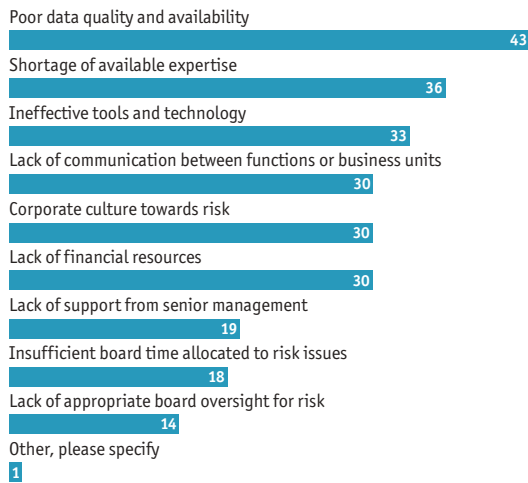 Poor data quality and availability
43
Shortage of available expertise
36
Ineffective tools and technology
33
Lack of communication between functions or business units
30
Corporate culture towards risk
30
Lack of financial resources
30
Lack of support from senior management
19
Insufficient board time allocated to risk issues
18
Lack of appropriate board oversight for risk
14
Other, please specify
1